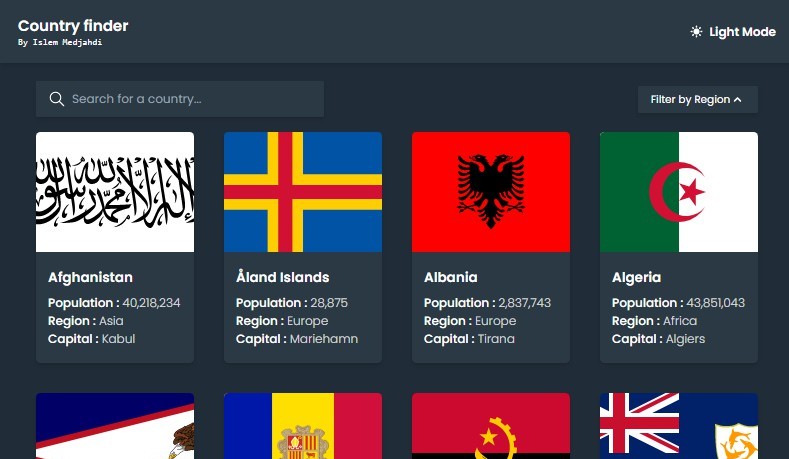 Country finder
By Islem Medjahdi
Light Mode
Search for a country...
Filter by Region
Afghanistan
Population : 40,218,234
Region : Asia
Capital : Kabul
Åland Islands
Population : 28,875
Region : Europe
Capital : Mariehamn
Albania
Population : 2,837,743
Region : Europe
Capital : Tirana
Algeria
Population : 43,851,043
Region : Africa
Capital : Algiers